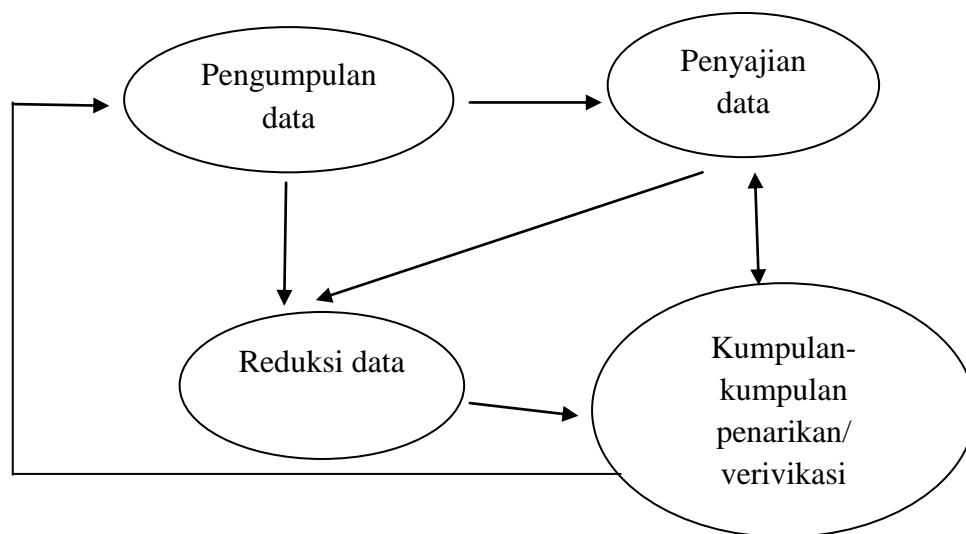 Pengumpulan
data
Penyajian
data
Reduksi data
Kumpulan-
kumpulan
penarikan/
verivikasi